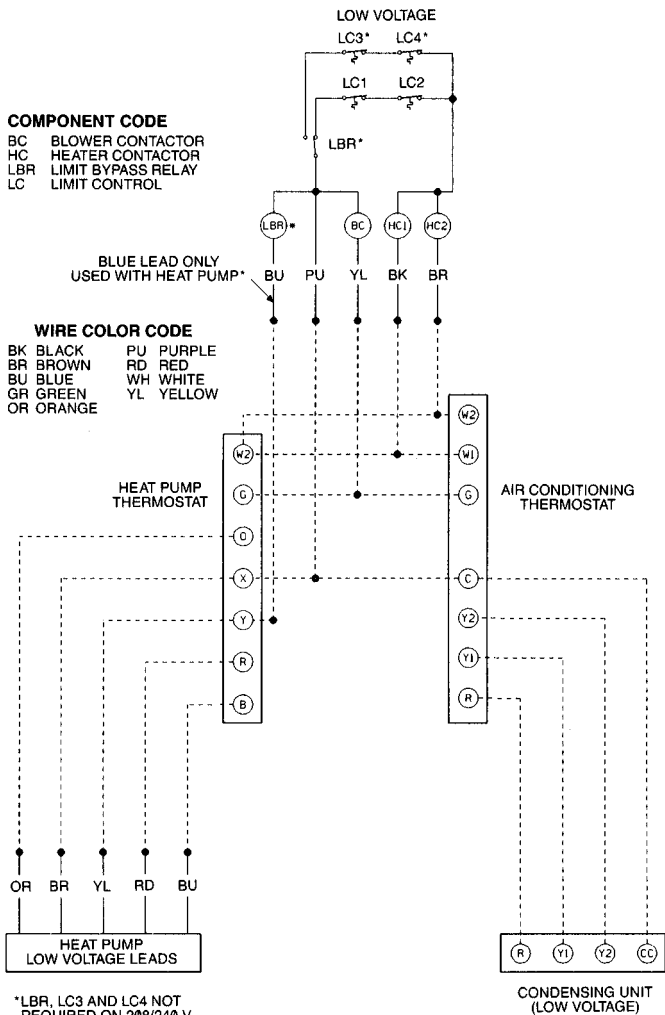 LOW VOLTAGE
LC3* LC4*
LC1 LC2
LBR*
COMPONENT CODE
BC BLOWER CONTACTOR
HC HEATER CONTACTOR
LBR LIMIT BYPASS RELAY
LC LIMIT CONTROL
LBR * BC HC1 HC2
BLUE LEAD ONLY
USED WITH HEAT PUMP*
BU PU YL BK BR
WIRE COLOR CODE
BK BLACK PU PURPLE
BR BROWN RD RED
BU BLUE WH WHITE
GR GREEN YL YELLOW
OR ORANGE
HEAT PUMP
THERMOSTAT
W2
G
O
X
Y
R
B
W2
W1
G
C
Y2
Y1
R
AIR CONDITIONING
THERMOSTAT
OR BR YL RD BU
HEAT PUMP
LOW VOLTAGE LEADS
R Y1 Y2 CC
CONDENSING UNIT
(LOW VOLTAGE)
*LBR, LC3 AND LC4 NOT
REQUIRED ON 208/240 V